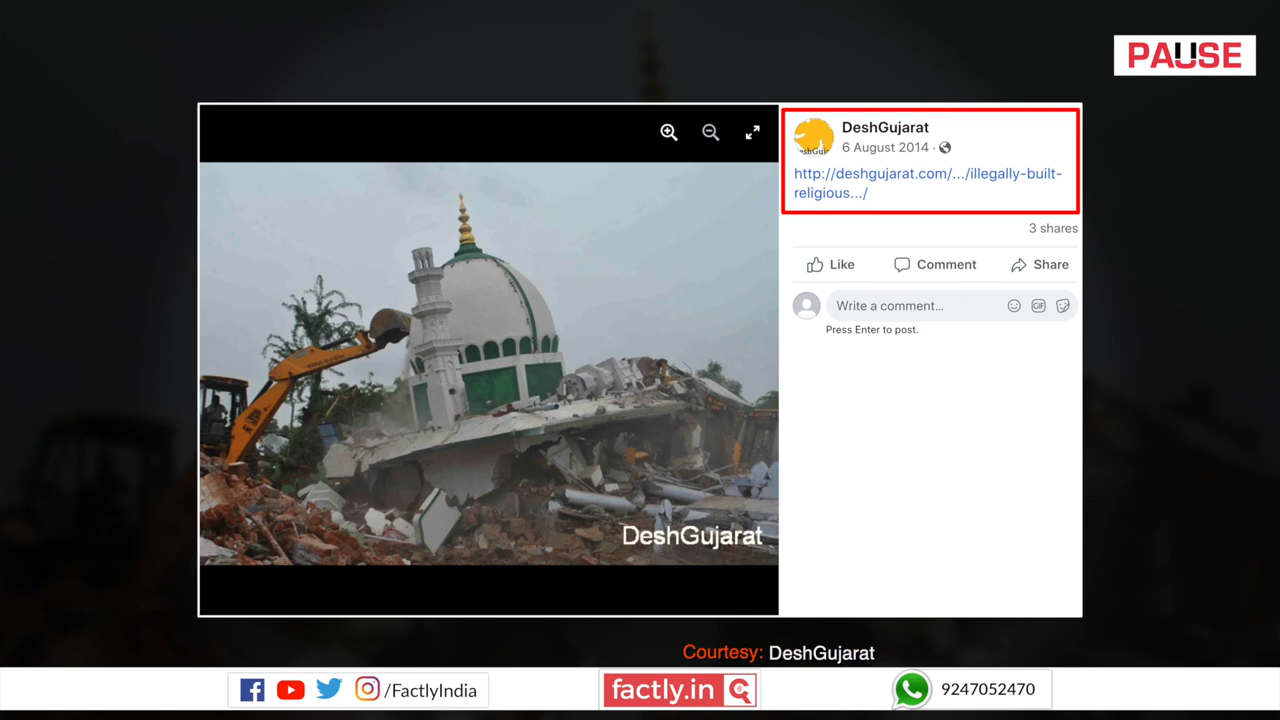 PAUSE
DeshGujarat
6 August 2014 ·
http://deshgujarat.com/.../illegally-built-
religious.../
3 shares
Like Comment Share
Write a comment... GIF
Press Enter to post.
DeshGujarat
Courtesy: DeshGujarat
/FactlyIndia
factly.in
9247052470